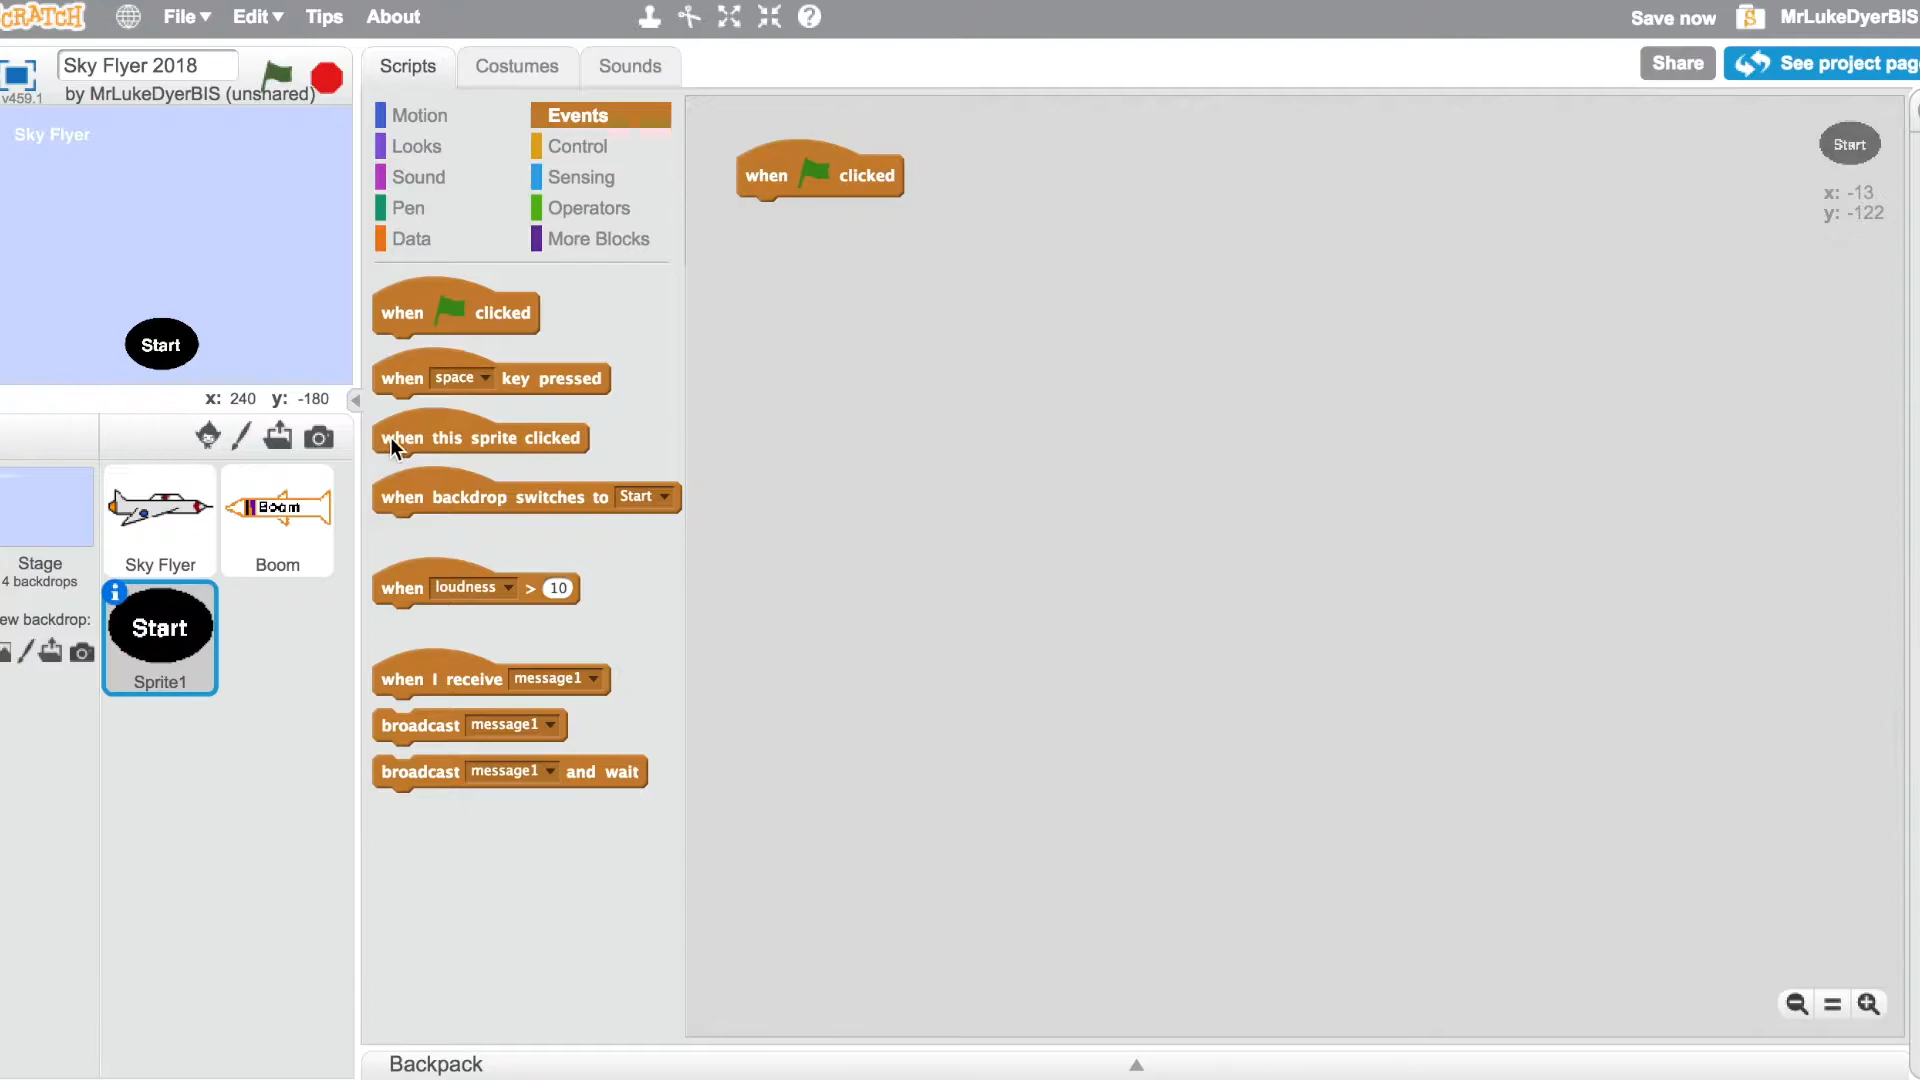 SCRATCH File Edit Tips About Save now MrLukeDyerBIS
Sky Flyer 2018
by MrLukeDyerBIS (unshared)
v459.1
Scripts Costumes Sounds
Share See project pag
Sky Flyer
Start
x: 240 y: -180
Stage
4 backdrops
ew backdrop:
Sky Flyer
Boom
Boom
Start
Sprite1
Motion Events
Looks Control
Sound Sensing
Pen Operators
Data More Blocks
when clicked
when space key pressed
when this sprite clicked
when backdrop switches to Start
when loudness > 10
when I receive message1
broadcast message1
broadcast message1 and wait
when clicked
Start
x: -13
y: -122
Backpack